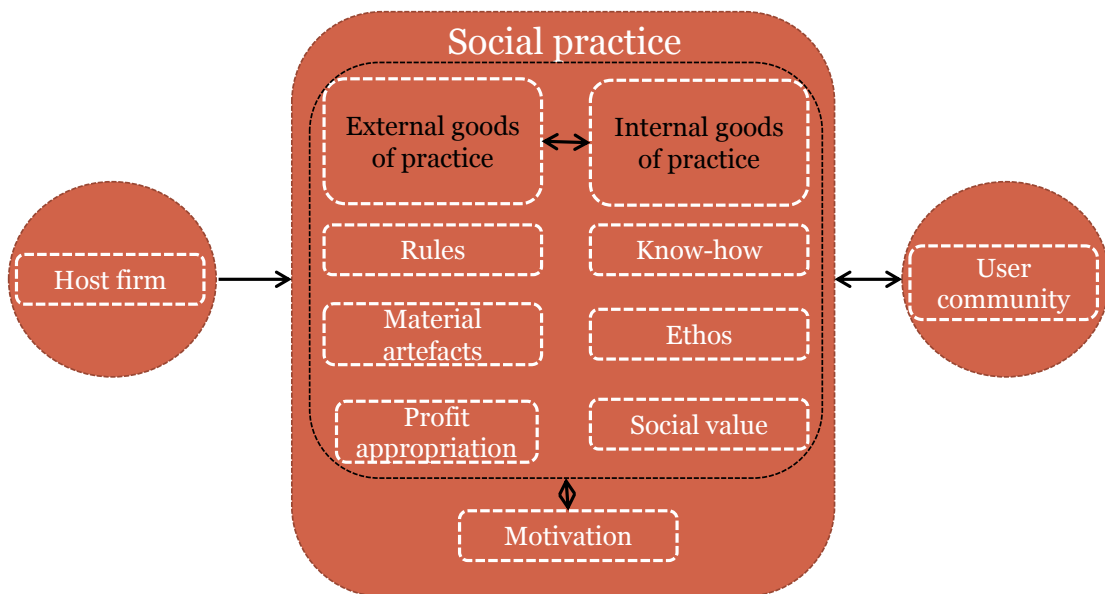 Social practice
External goods
of practice
Internal goods
of practice
Rules
Know-how
Host firm
User
community
Material
artefacts
Ethos
Profit
appropriation
Social value
Motivation